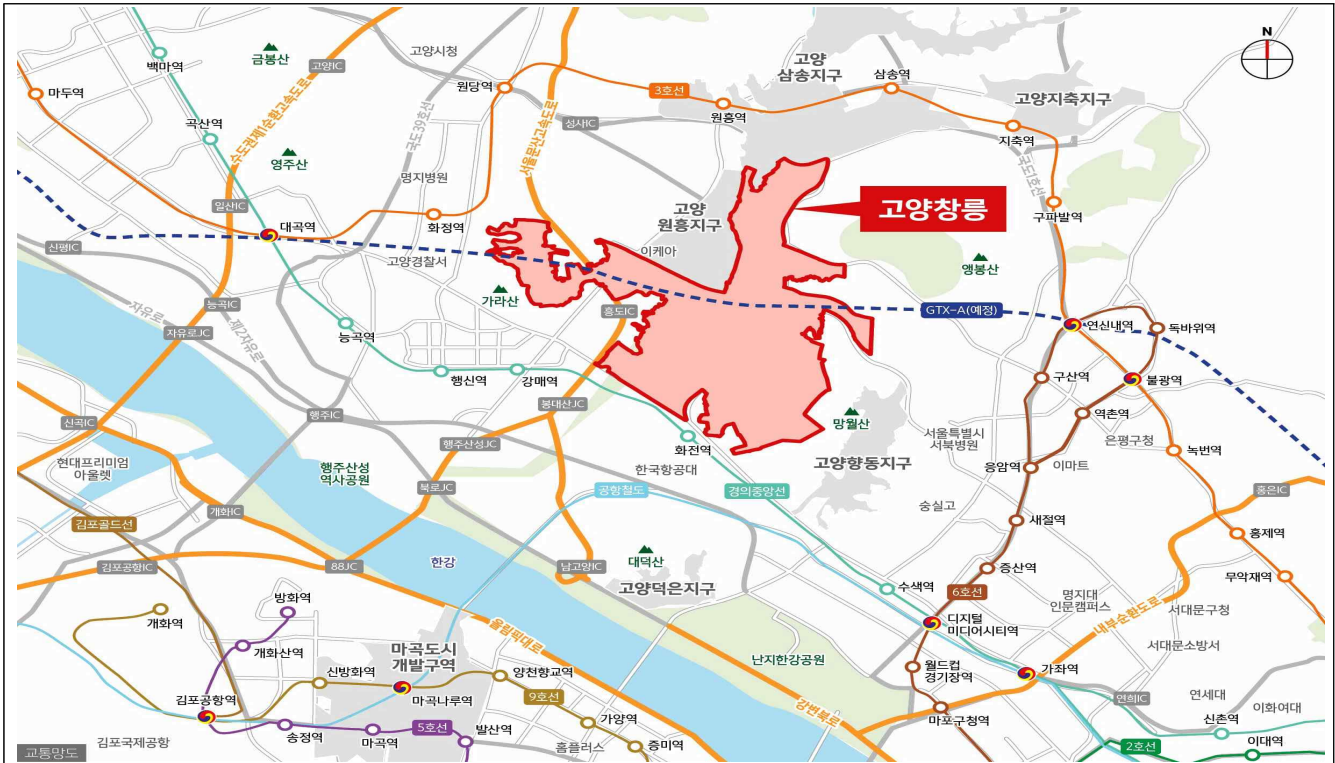 N
금봉산
고양시청
고양IC
백마역
마두역
원당역
3호선
고양
삼송지구
삼송역
고양지축지구
원흥역
성사IC
지축역
곡산역
수도권제1순환고속도로
국도39호선
서울문산고속도로
국도1호선
영주산
명지병원
일산IC
대곡역
화정역
고양
원흥지구
고양창릉
구파발역
신평IC
고양경찰서
이케아
앵봉산
가라산
능곡IC
흥도IC
GTX-A(예정)
연신내역
독바위역
자유로
제2자유로
자유로JC
능곡역
행신역
강매역
구산역
불광역
봉대산JC
신곡IC
행주IC
망월산
역촌역
행주산성JC
화전역
서울특별시
서북병원
은평구청
녹번역
현대프리미엄
아울렛
행주산성
역사공원
한국항공대
고양향동지구
응암역
이마트
북로JC
공항철도
경의중앙선
홍은IC
개화IC
숭실고
새절역
김포골드선
홍제역
김포공항IC
88JC
한강
남고양IC
대덕산
고양덕은지구
증산역
수색역
6호선
무악재역
방화역
개화역
명지대
인문캠퍼스
서대문구청
디지털
미디어시티역
내부순환도로
서대문소방서
올림픽대로
개화산역
마곡도시
개발구역
난지한강공원
신방화역
양천향교역
월드컵
경기장역
가좌역
김포공항역
마곡나루역
9호선
강변북로
연희IC
연세대
이화여대
마포구청역
가양역
신촌역
송정역
마곡역
5호선
발산역
김포국제공항
홈플러스
증미역
2호선
이대역
교통망도